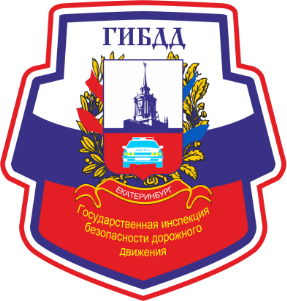 ГИБДД
ЕКАТЕРИНБУРГ
Государственная инспекция
безопасности дорожного
движения